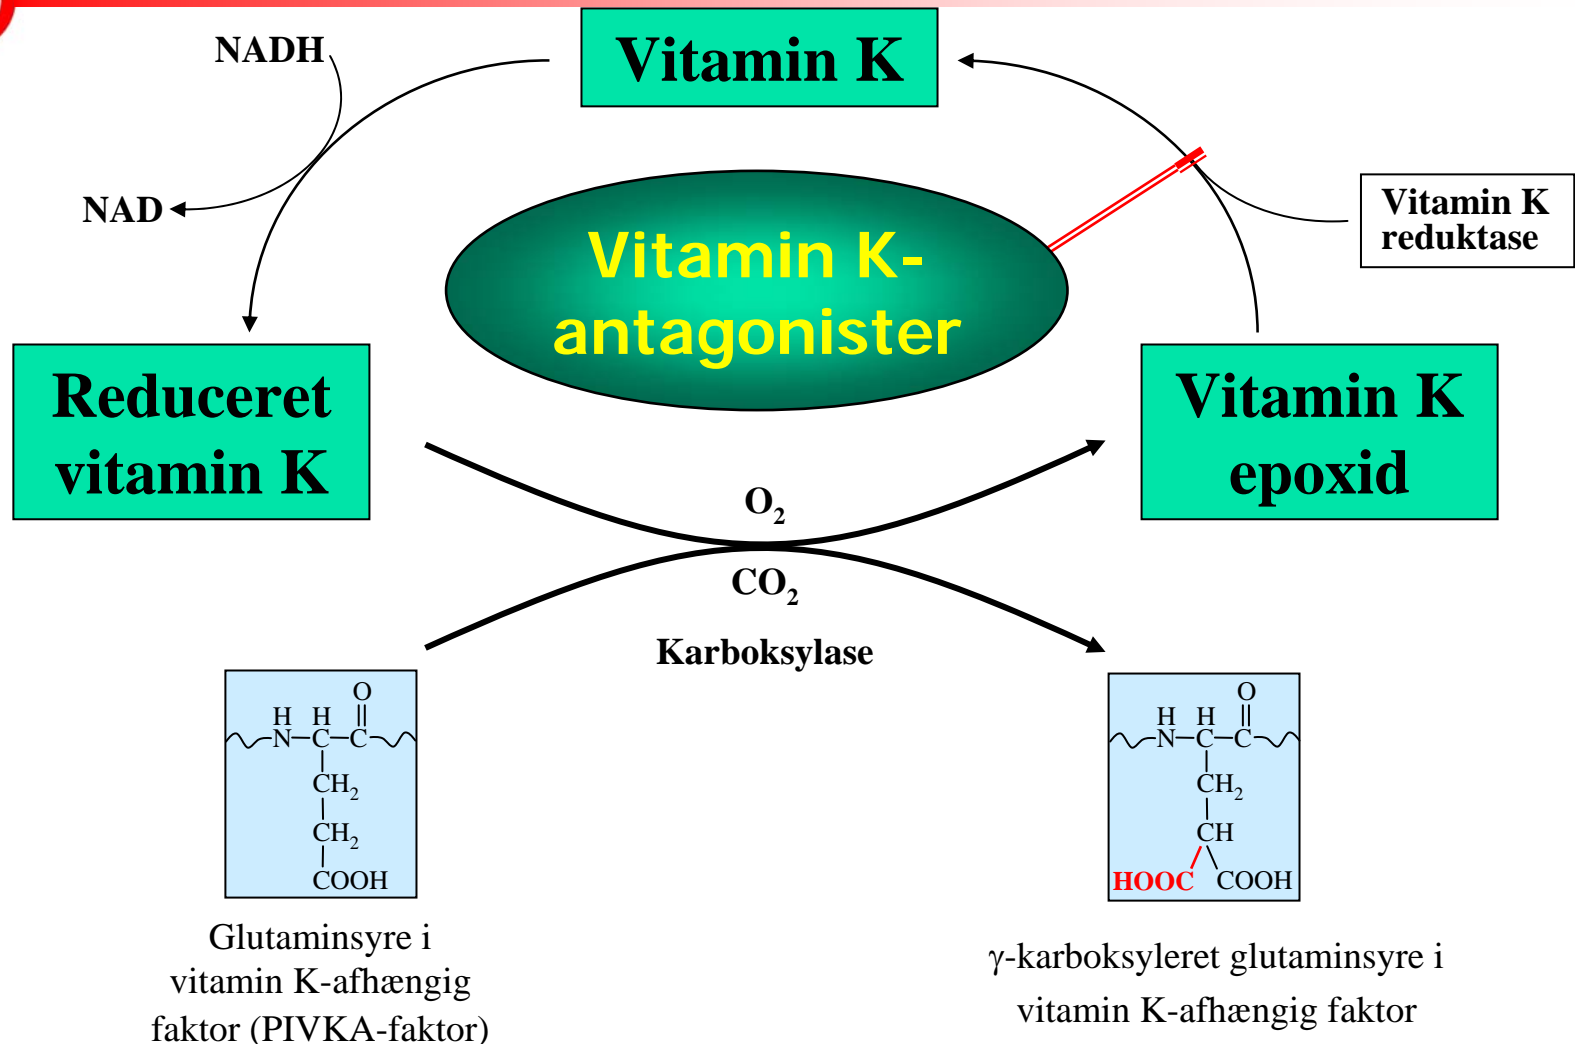 NADH
Vitamin K
NAD
Vitamin K
reduktase
Vitamin K-
antagonister
Reduceret
vitamin K
Vitamin K
epoxid
O₂
CO₂
Karboksylase
O
H H
N C C
CH₂
CH₂
COOH
Glutaminsyre i
vitamin K-afhængig
faktor (PIVKA-faktor)
O
H H
N C C
CH₂
CH
HOOC COOH
γ-karboksyleret glutaminsyre i
vitamin K-afhængig faktor